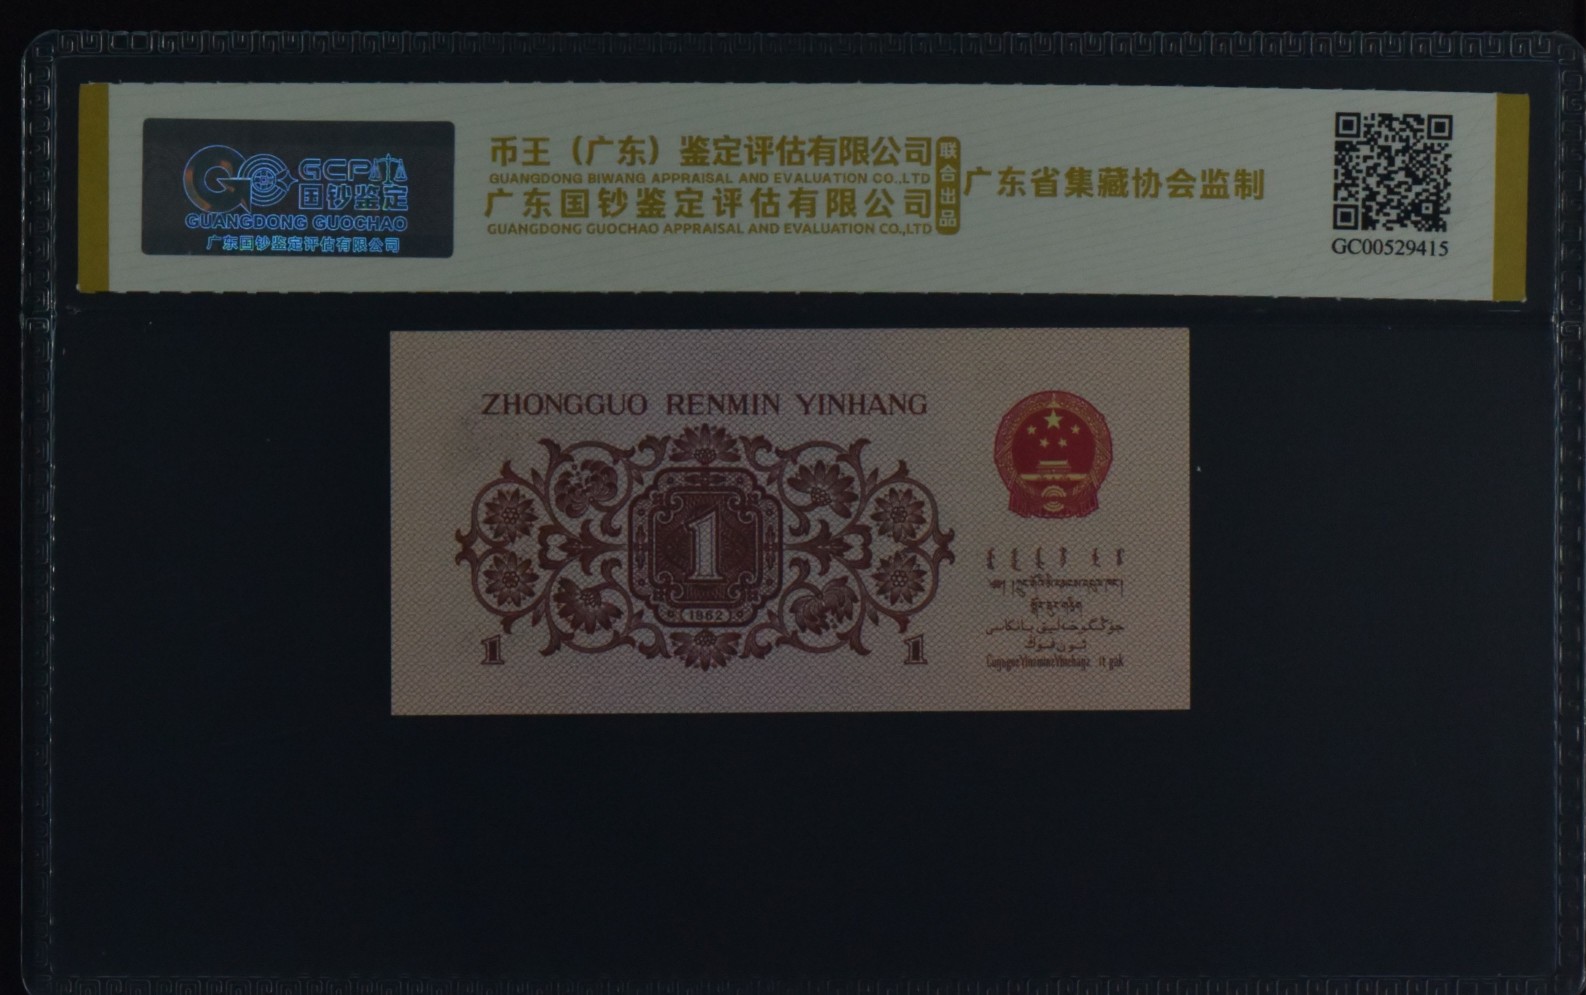 GCP
国钞鉴定
GUANGDONG GUOCHAO
广东国钞鉴定评估有限公司
币王（广东）鉴定评估有限公司
GUANGDONG BIWANG APPRAISAL AND EVALUATION CO.,LTD
广东国钞鉴定评估有限公司
GUANGDONG GUOCHAO APPRAISAL AND EVALUATION CO.,LTD
联合出品
广东省集藏协会监制
GC00529415
ZHONGGUO RENMIN YINHANG
1
(1962)
1
1
جۇڭگو خەلق بانكىسى